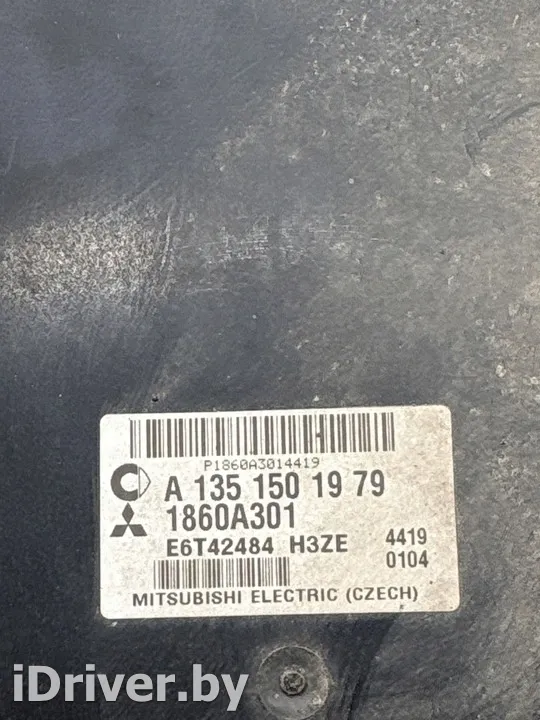 P1860A3014419
A 135 150 19 79
1860A301
E6T42484 H3ZE 4419
0104
MITSUBISHI ELECTRIC (CZECH)
iDriver.by